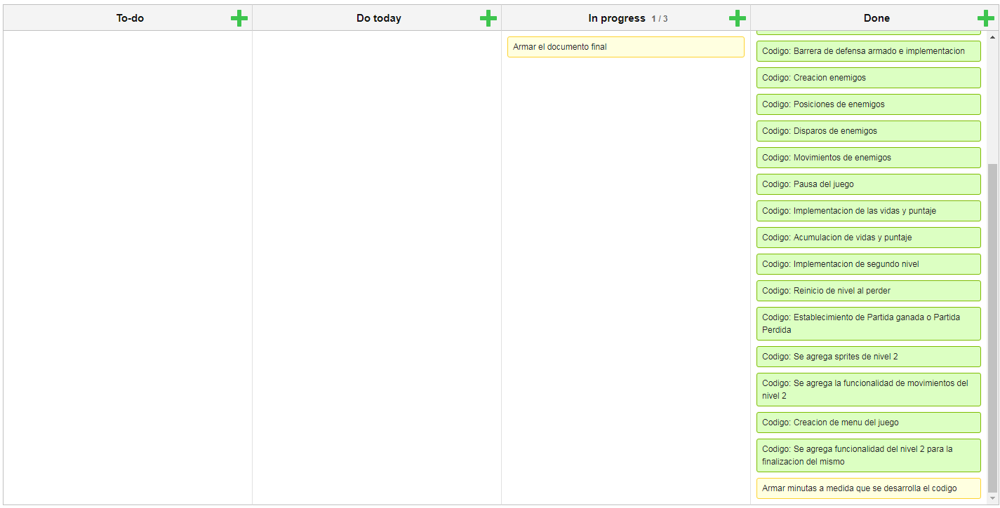 To-do
Do today
In progress 1 / 3
Done
Armar el documento final
Codigo: Barrera de defensa armado e implementacion
Codigo: Creacion enemigos
Codigo: Posiciones de enemigos
Codigo: Disparos de enemigos
Codigo: Movimientos de enemigos
Codigo: Pausa del juego
Codigo: Implementacion de las vidas y puntaje
Codigo: Acumulacion de vidas y puntaje
Codigo: Implementacion de segundo nivel
Codigo: Reinicio de nivel al perder
Codigo: Establecimiento de Partida ganada o Partida
Perdida
Codigo: Se agrega sprites de nivel 2
Codigo: Se agrega la funcionalidad de movimientos del
nivel 2
Codigo: Creacion de menu del juego
Codigo: Se agrega funcionalidad del nivel 2 para la
finalizacion del mismo
Armar minutas a medida que se desarrolla el codigo